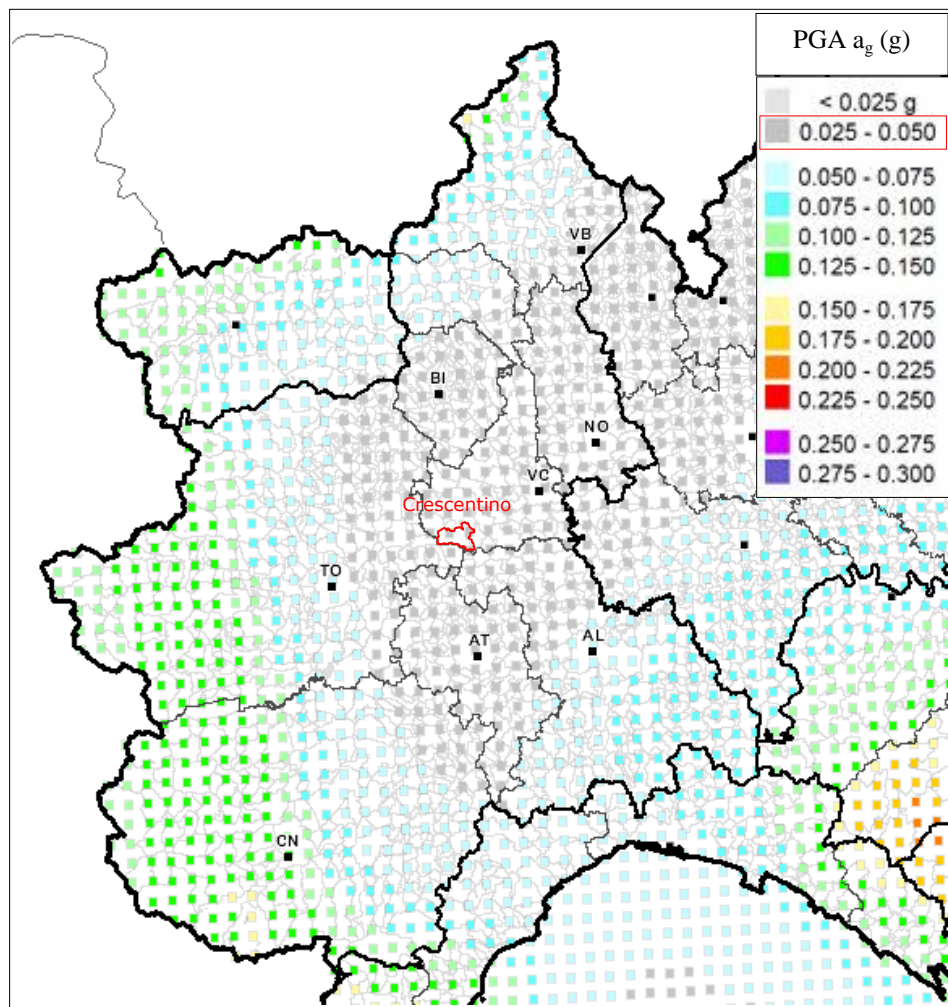 PGA a_g (g)
< 0.025 g
0.025 - 0.050
0.050 - 0.075
0.075 - 0.100
0.100 - 0.125
0.125 - 0.150
0.150 - 0.175
0.175 - 0.200
0.200 - 0.225
0.225 - 0.250
0.250 - 0.275
0.275 - 0.300
VB
BI
NO
VC
Crescentino
TO
AT
AL
CN